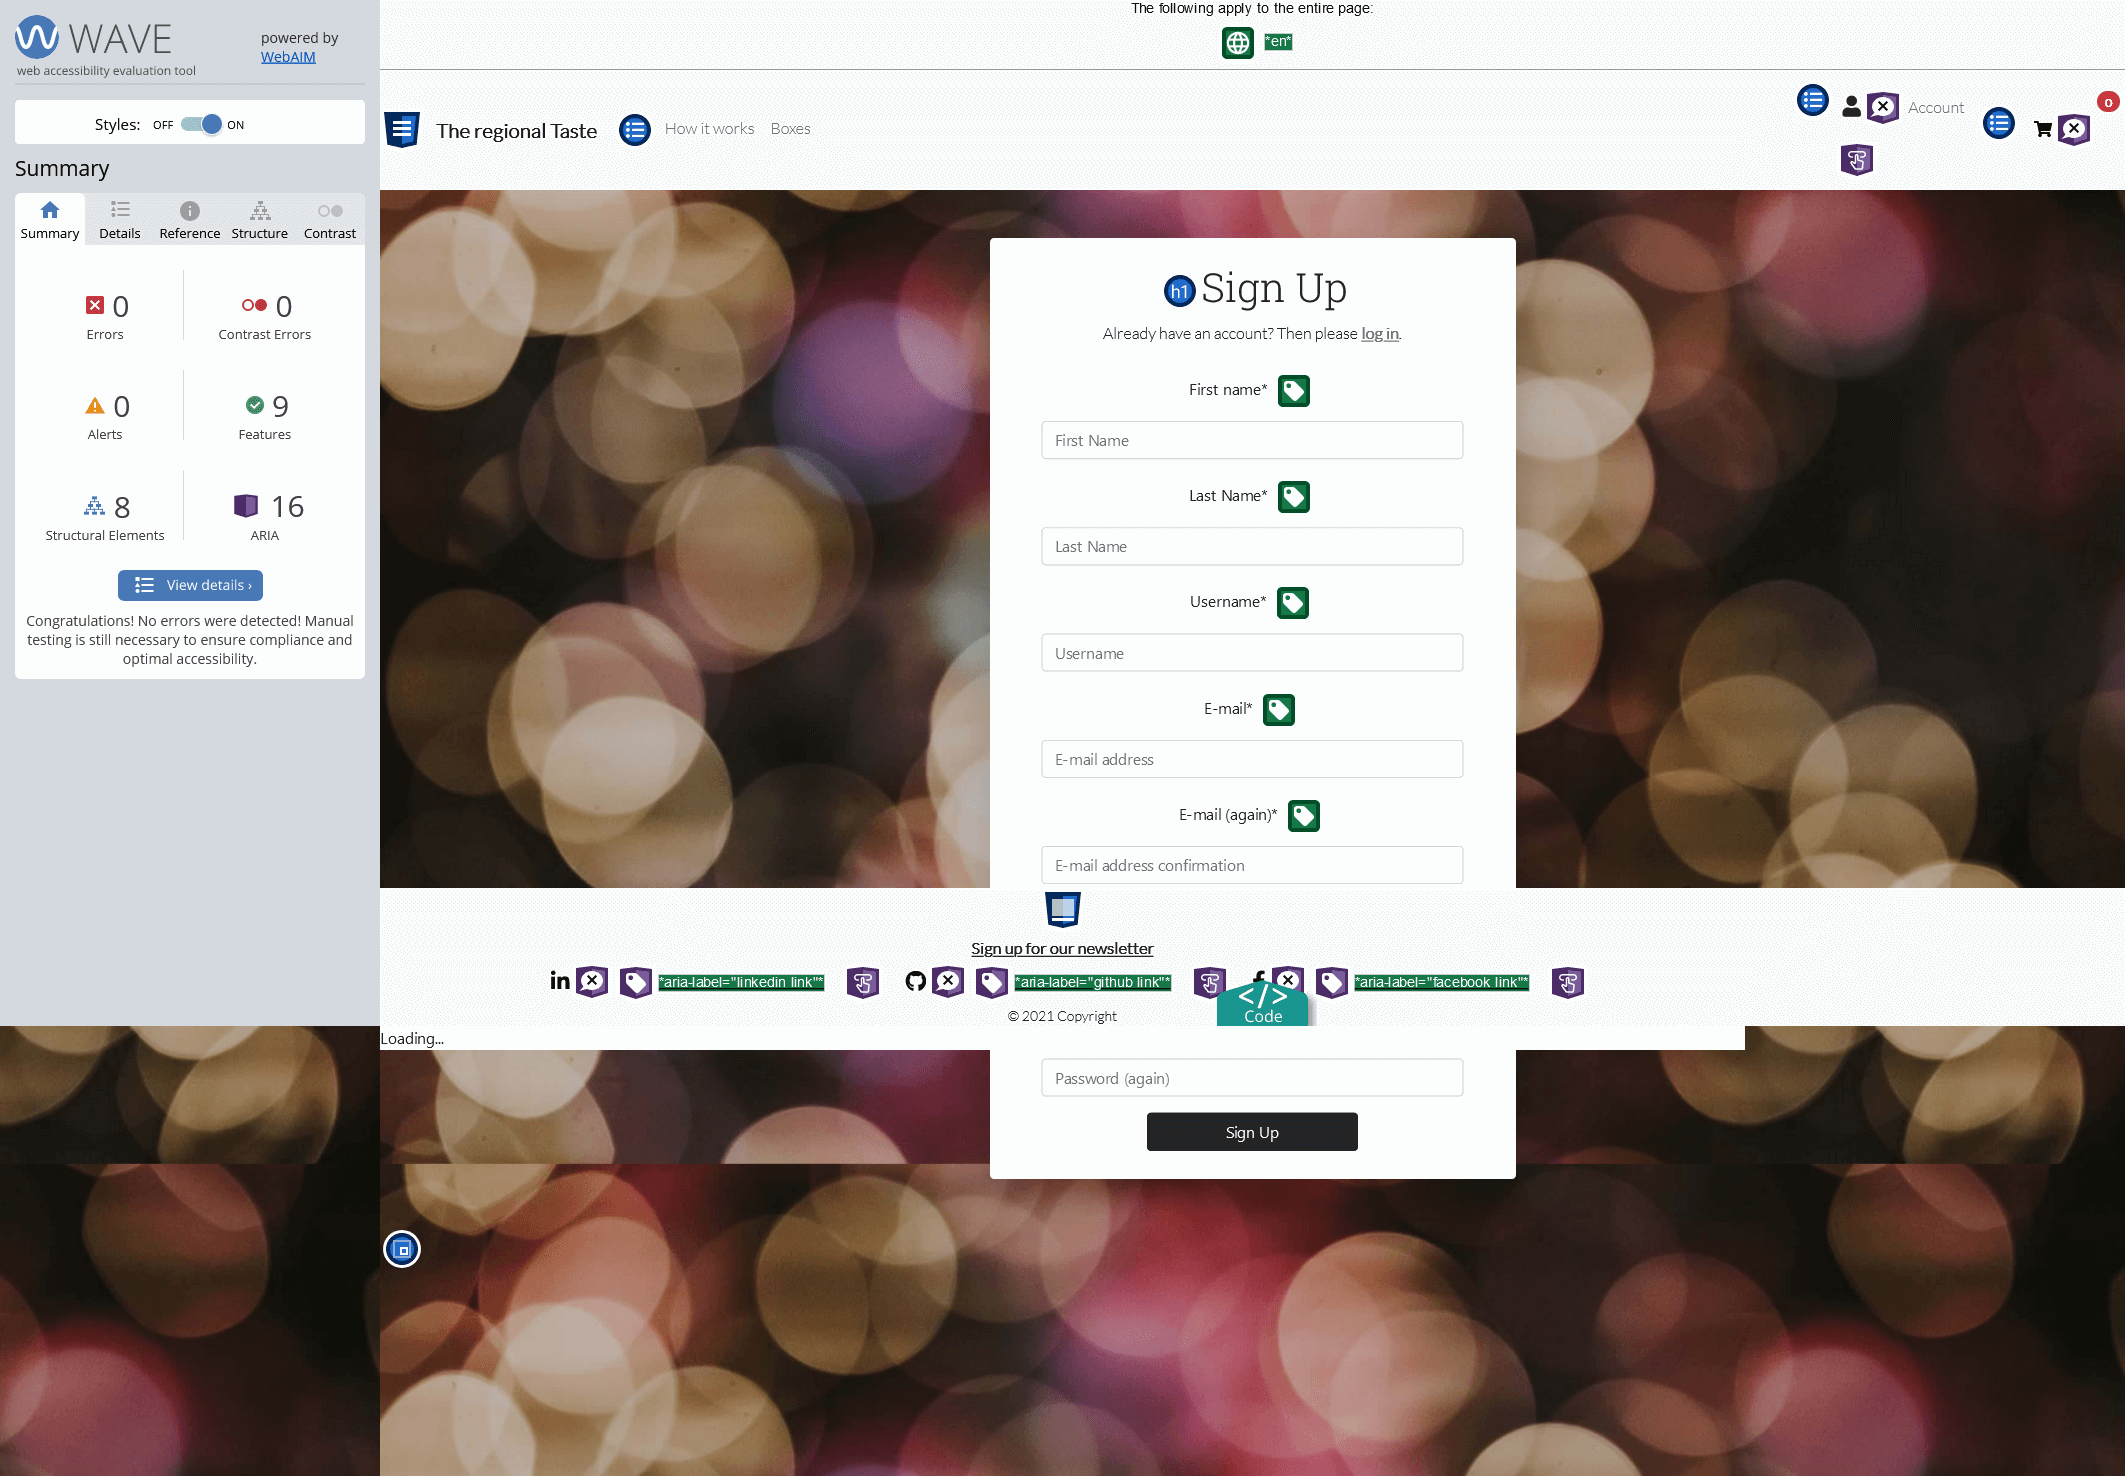 WAVE
web accessibility evaluation tool
powered by
WebAIM
Styles: OFF ON
Summary
Summary Details Reference Structure Contrast
0 Errors
0 Contrast Errors
0 Alerts
9 Features
8 Structural Elements
16 ARIA
View details ›
Congratulations! No errors were detected! Manual
testing is still necessary to ensure compliance and
optimal accessibility.
The following apply to the entire page:
*en*
The regional Taste How it works Boxes
Account
0
h1 Sign Up
Already have an account? Then please log in.
First name*
First Name
Last Name*
Last Name
Username*
Username
E-mail*
E-mail address
E-mail (again)*
E-mail address confirmation
Sign up for our newsletter
*aria-label="linkedin link"* *aria-label="github link"* *aria-label="facebook link"*
© 2021 Copyright
</>
Code
Loading...
Password (again)
Sign Up